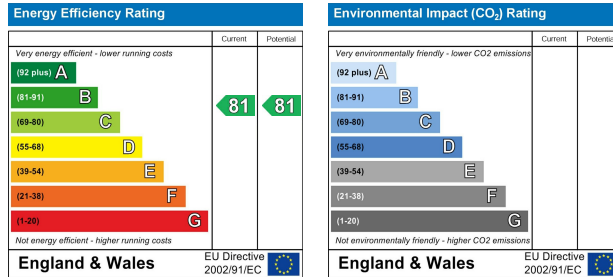 Energy Efficiency Rating
Current Potential
Very energy efficient - lower running costs
(92 plus) A
(81-91) B
81 81
(69-80) C
(55-68) D
(39-54) E
(21-38) F
(1-20) G
Not energy efficient - higher running costs
England & Wales
EU Directive
2002/91/EC
Environmental Impact (CO₂) Rating
Current Potential
Very environmentally friendly - lower CO2 emissions
(92 plus) A
(81-91) B
(69-80) C
(55-68) D
(39-54) E
(21-38) F
(1-20) G
Not environmentally friendly - higher CO2 emissions
England & Wales
EU Directive
2002/91/EC